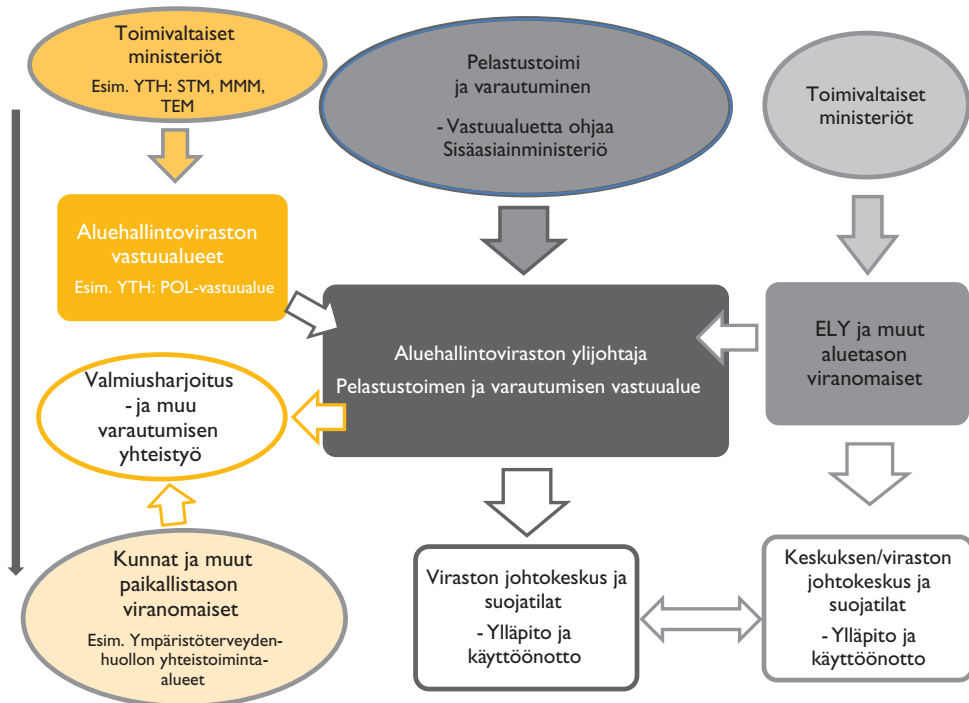 Toimivaltaiset
ministeriöt
Esim. YTH: STM, MMM,
TEM
Pelastustoimi
ja varautuminen
- Vastuualuetta ohjaa
Sisäasiainministeriö
Toimivaltaiset
ministeriöt
Aluehallintoviraston
vastuualueet
Esim. YTH: POL-vastuualue
Aluehallintoviraston ylijohtaja
Pelastustoimen ja varautumisen vastuualue
ELY ja muut
aluetason
viranomaiset
Valmiusharjoitus
- ja muu
varautumisen
yhteistyö
Kunnat ja muut
paikallistason
viranomaiset
Esim. Ympäristöterveyden-
huollon yhteistoiminta-
alueet
Viraston johtokeskus ja
suojatilat
- Ylläpito ja
käyttöönotto
Keskuksen/viraston
johtokeskus ja
suojatilat
- Ylläpito ja
käyttöönotto